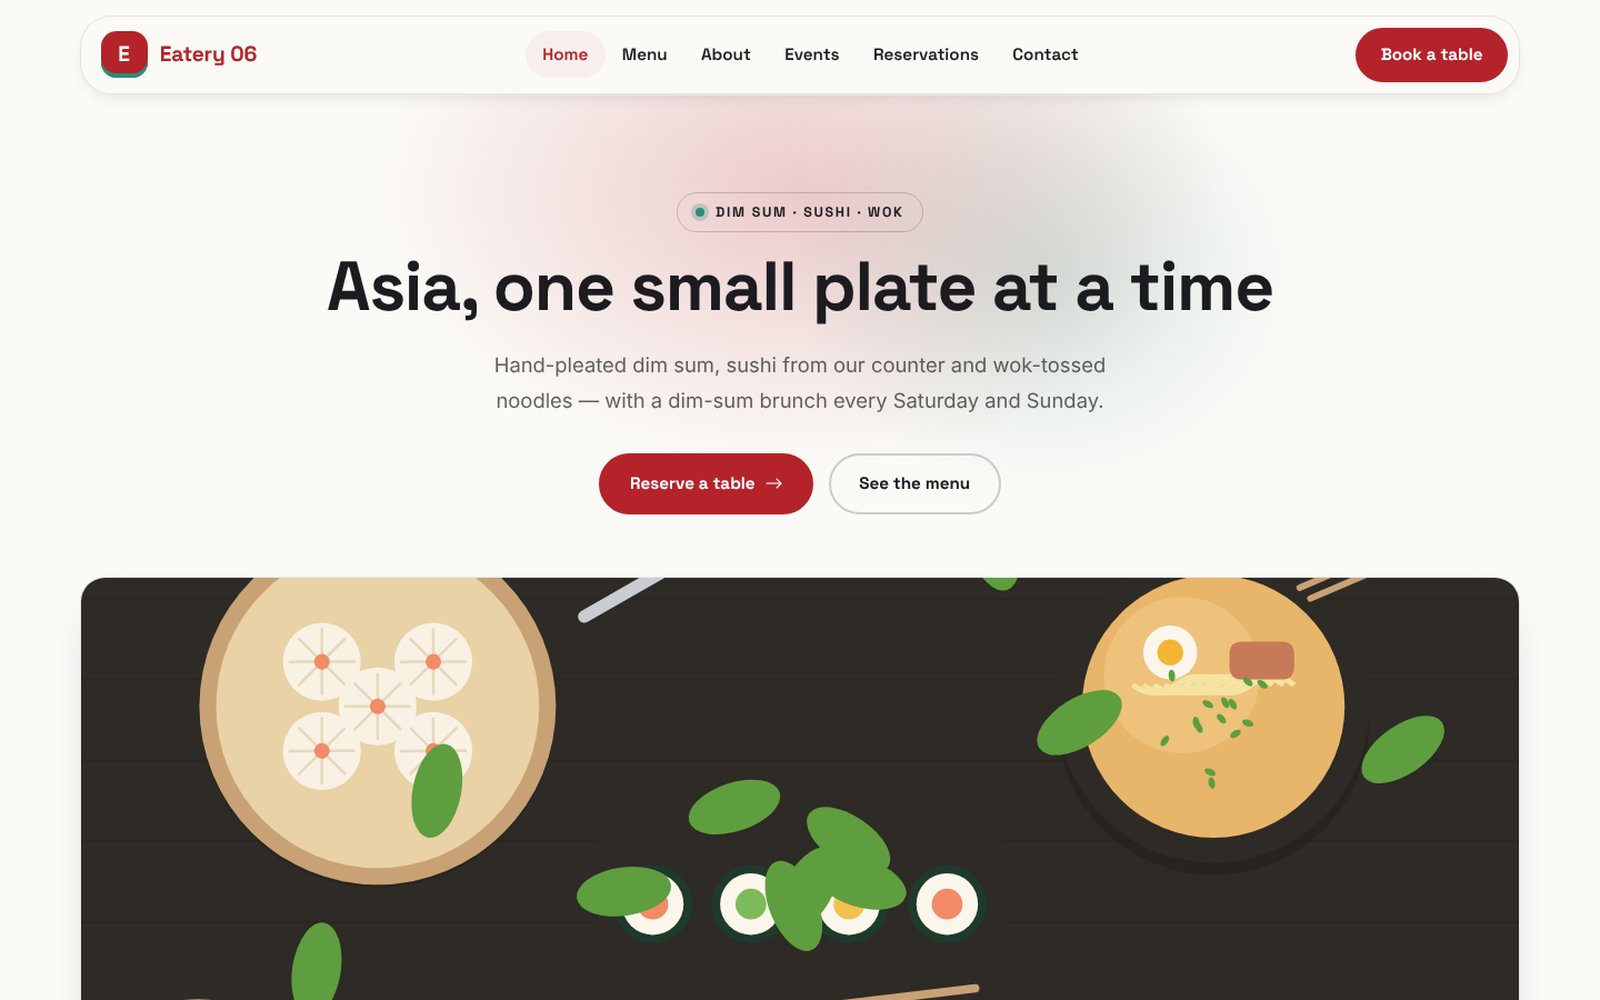 E
Eatery 06
Home
Menu
About
Events
Reservations
Contact
Book a table
DIM SUM · SUSHI · WOK
Asia, one small plate at a time
Hand-pleated dim sum, sushi from our counter and wok-tossed
noodles — with a dim-sum brunch every Saturday and Sunday.
Reserve a table →
See the menu